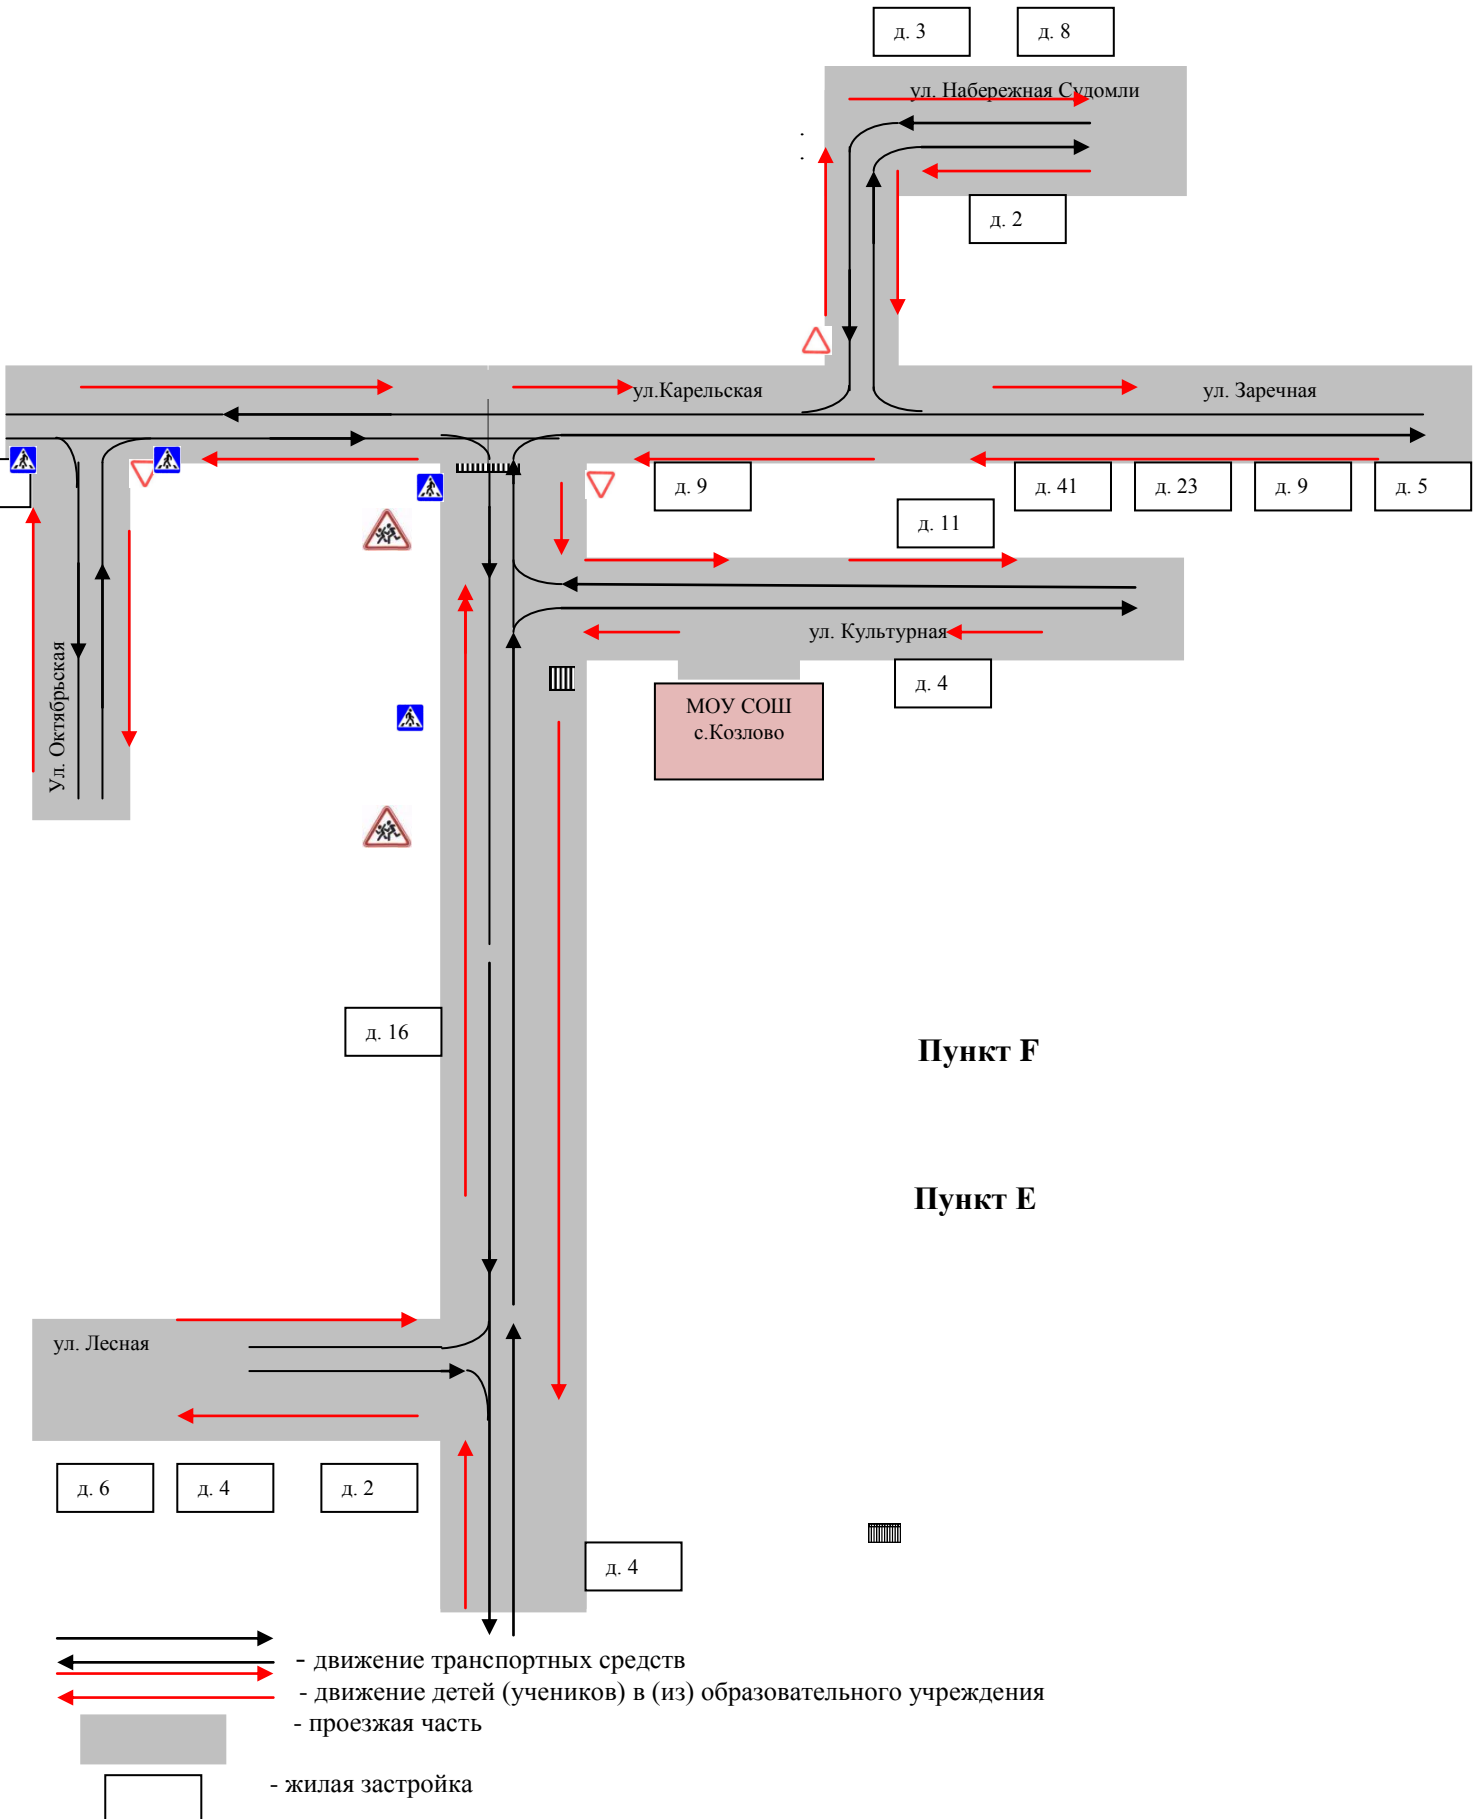 д. 3
д. 8
ул. Набережная Судомли
д. 2
ул.Карельская
ул. Заречная
д. 9
д. 41
д. 23
д. 9
д. 5
д. 11
ул. Культурная
Ул. Октябрьская
д. 4
МОУ СОШ
с.Козлово
д. 16
Пункт F
Пункт E
ул. Лесная
д. 6
д. 4
д. 2
д. 4
- движение транспортных средств
- движение детей (учеников) в (из) образовательного учреждения
- проезжая часть
- жилая застройка